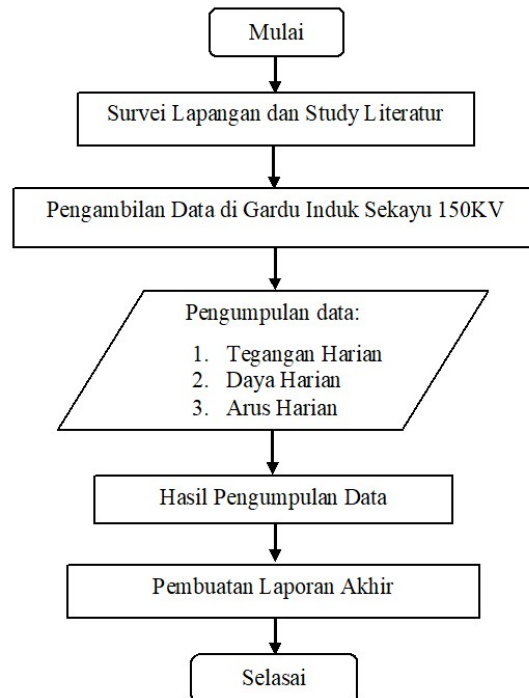 Mulai
Survei Lapangan dan Study Literatur
Pengambilan Data di Gardu Induk Sekayu 150KV
Pengumpulan data:
1. Tegangan Harian
2. Daya Harian
3. Arus Harian
Hasil Pengumpulan Data
Pembuatan Laporan Akhir
Selasai